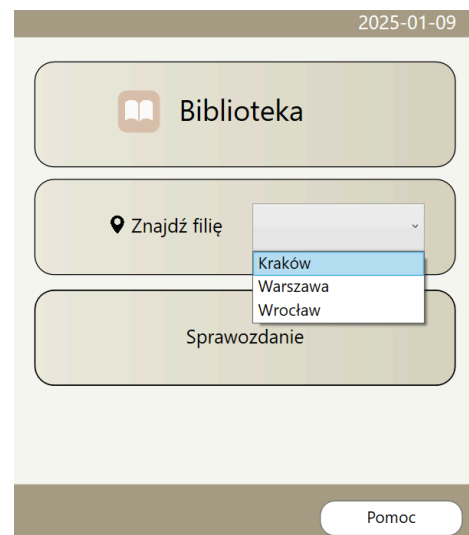 2025-01-09
Biblioteka
Znajdź filię
Kraków
Warszawa
Wrocław
Sprawozdanie
Pomoc